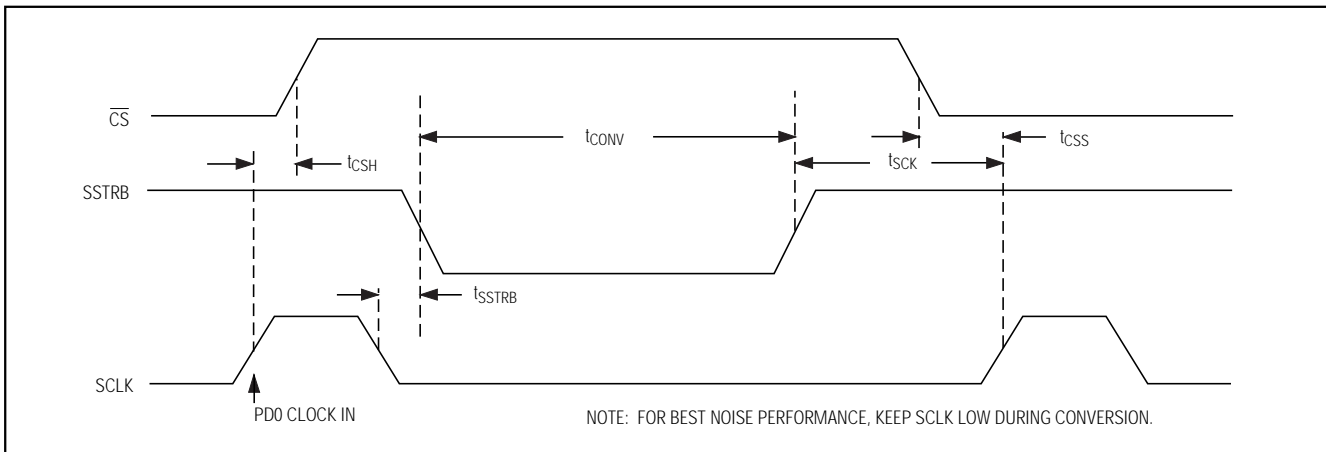 CS
tCONV
tCSS
tCSH
tSCK
SSTRB
tSSTRB
SCLK
PD0 CLOCK IN
NOTE: FOR BEST NOISE PERFORMANCE, KEEP SCLK LOW DURING CONVERSION.